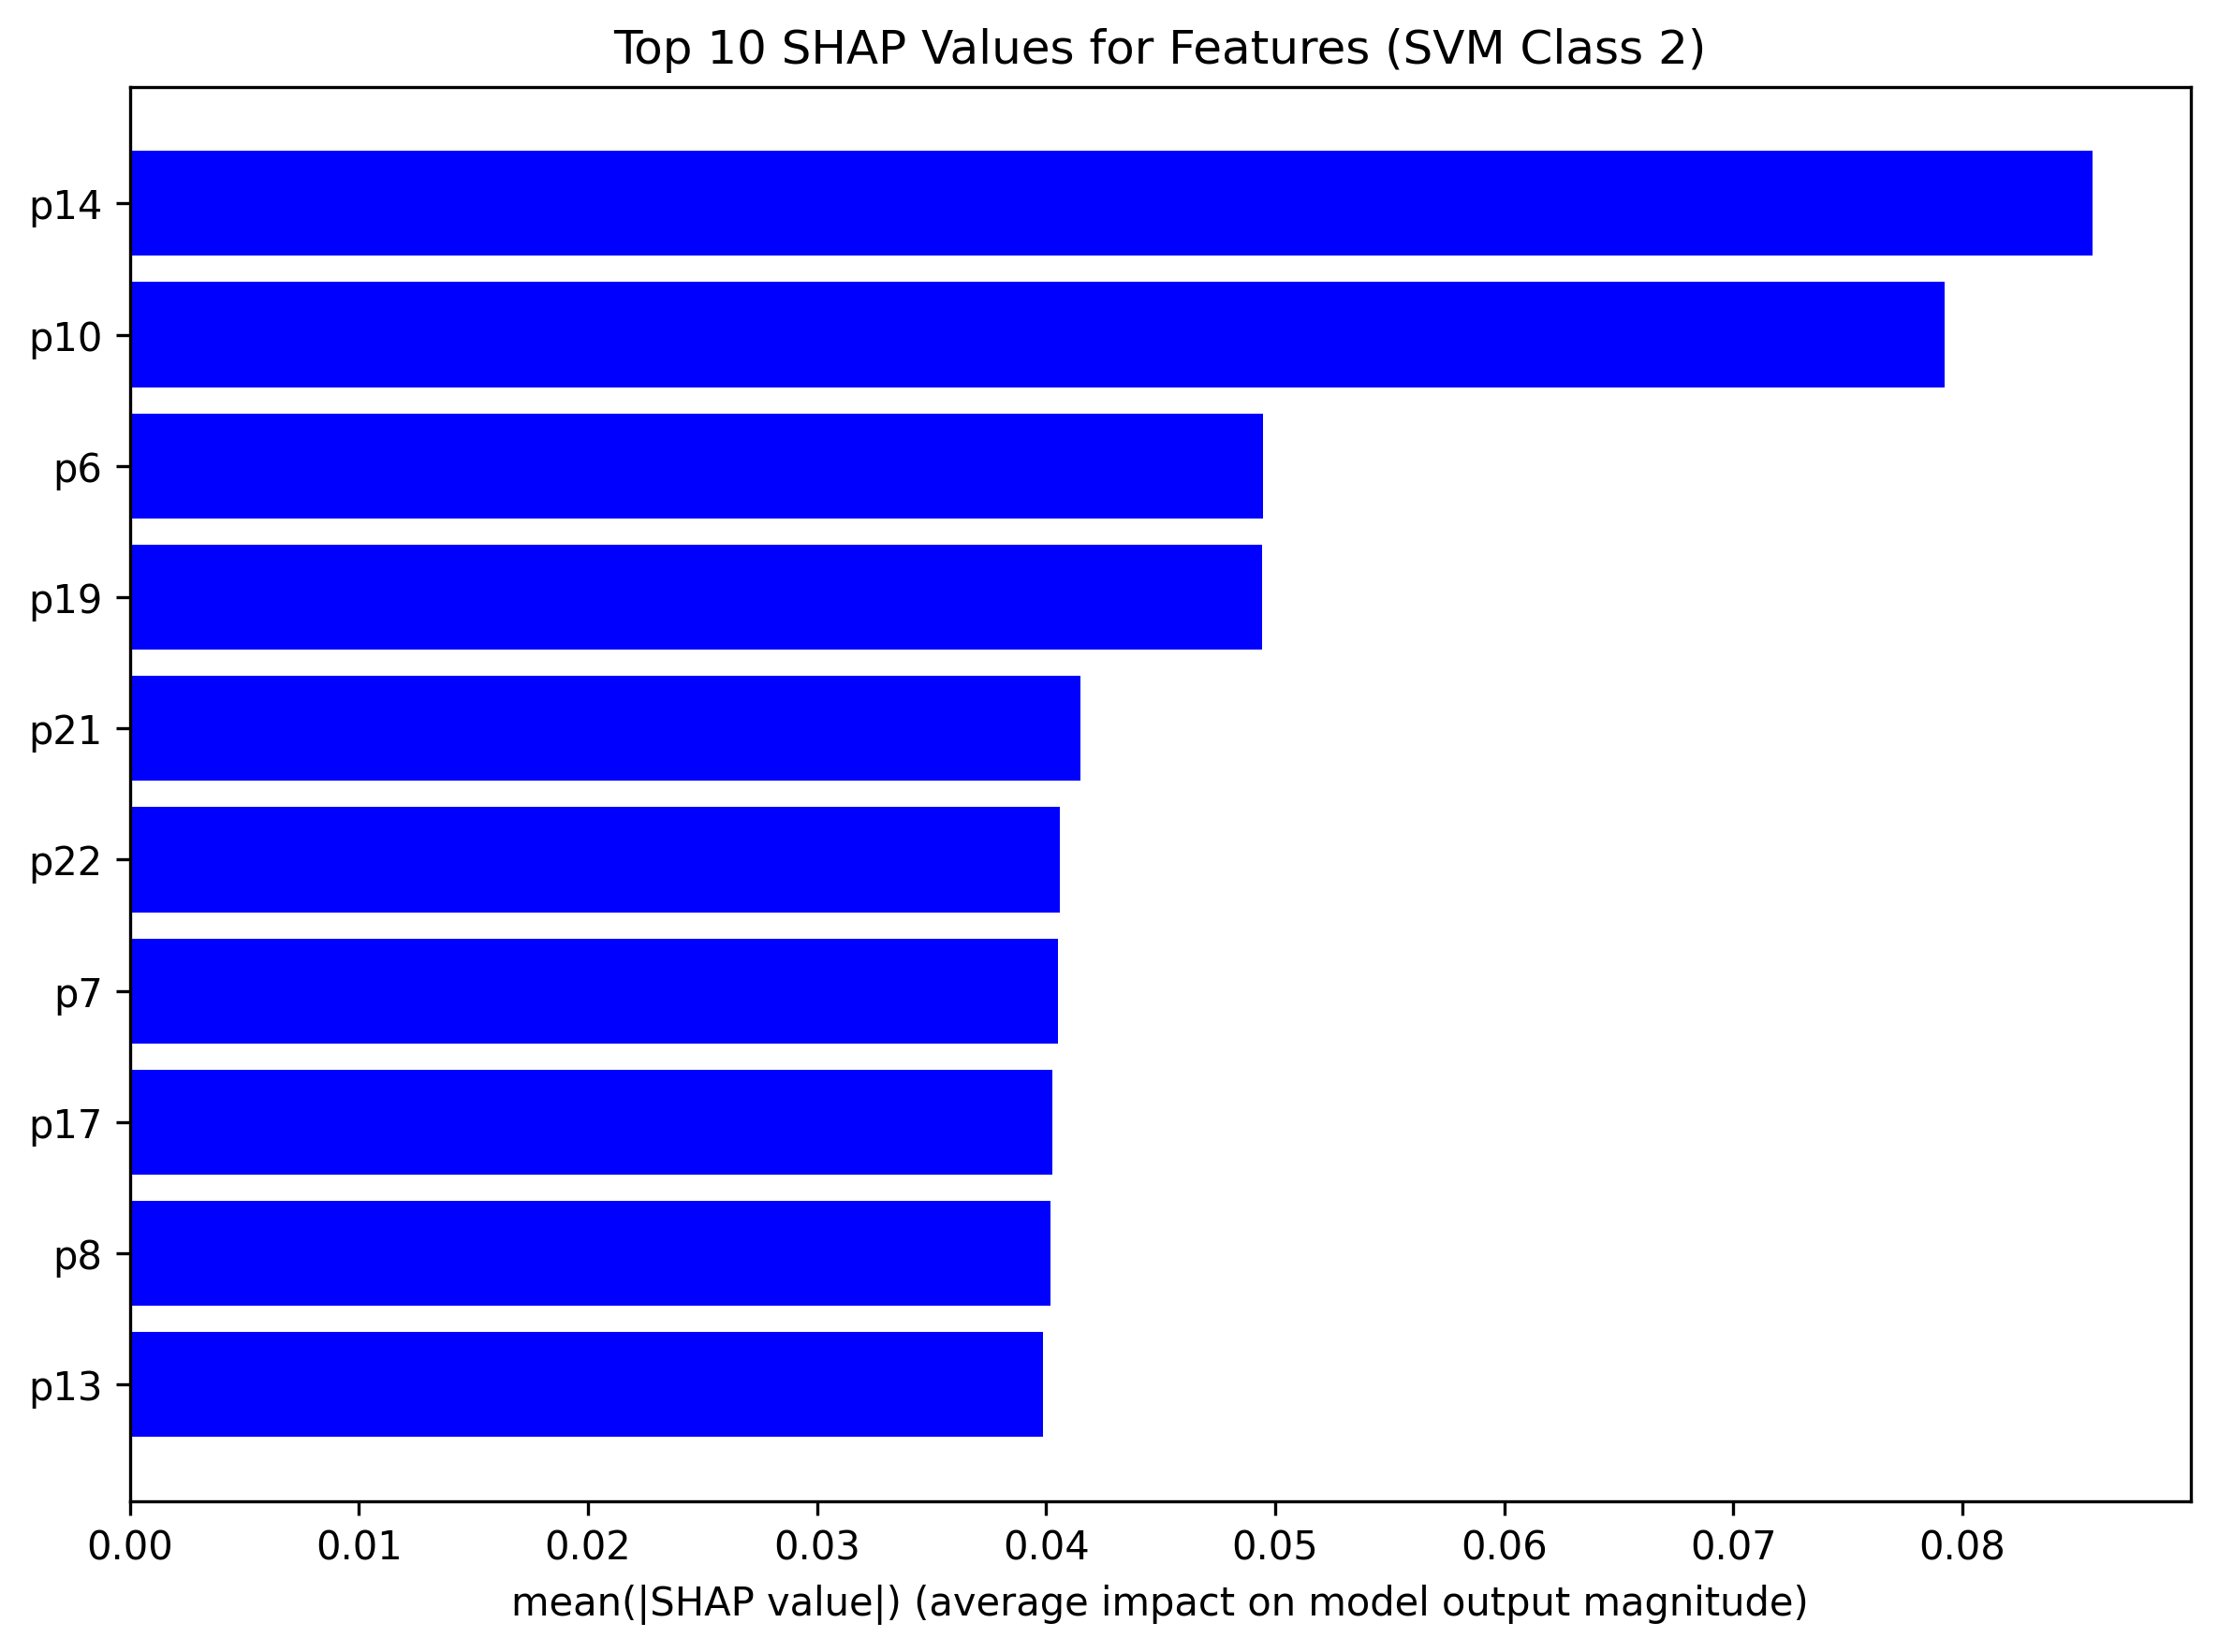 Top 10 SHAP Values for Features (SVM Class 2)
p14
p10
p6
p19
p21
p22
p7
p17
p8
p13
0.00 0.01 0.02 0.03 0.04 0.05 0.06 0.07 0.08
mean(|SHAP value|) (average impact on model output magnitude)